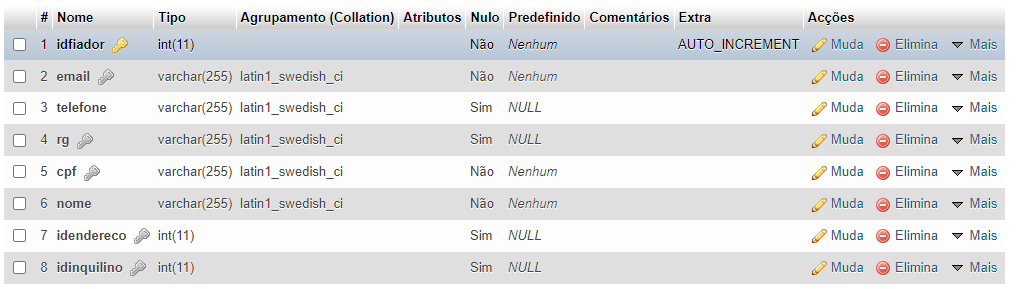 # Nome Tipo Agrupamento (Collation) Atributos Nulo Predefinido Comentários Extra Acções
1 idfiador int(11) Não Nenhum AUTO_INCREMENT Muda Elimina Mais
2 email varchar(255) latin1_swedish_ci Não Nenhum Muda Elimina Mais
3 telefone varchar(255) latin1_swedish_ci Sim NULL Muda Elimina Mais
4 rg varchar(255) latin1_swedish_ci Sim NULL Muda Elimina Mais
5 cpf varchar(255) latin1_swedish_ci Não Nenhum Muda Elimina Mais
6 nome varchar(255) latin1_swedish_ci Não Nenhum Muda Elimina Mais
7 idendereco int(11) Sim NULL Muda Elimina Mais
8 idinquilino int(11) Sim NULL Muda Elimina Mais